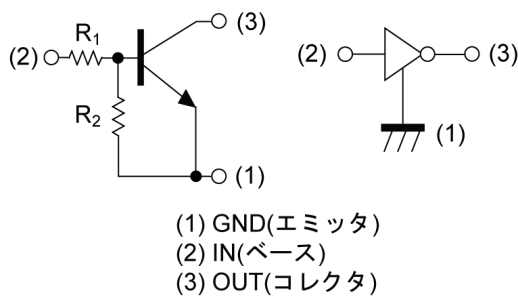 R1
(2)
(3)
R2
(1)
(2)
(3)
(1)
(1) GND(エミッタ)
(2) IN(ベース)
(3) OUT(コレクタ)